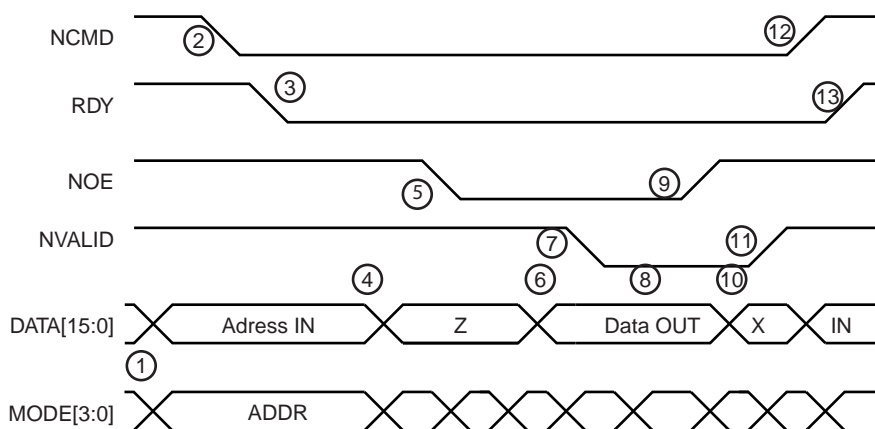 NCMD ② ⑫
RDY ③ ⑬
NOE ⑤ ⑨
NVALID ⑦ ⑪
④ ⑥ ⑧ ⑩
DATA[15:0] Adress IN Z Data OUT X IN
①
MODE[3:0] ADDR